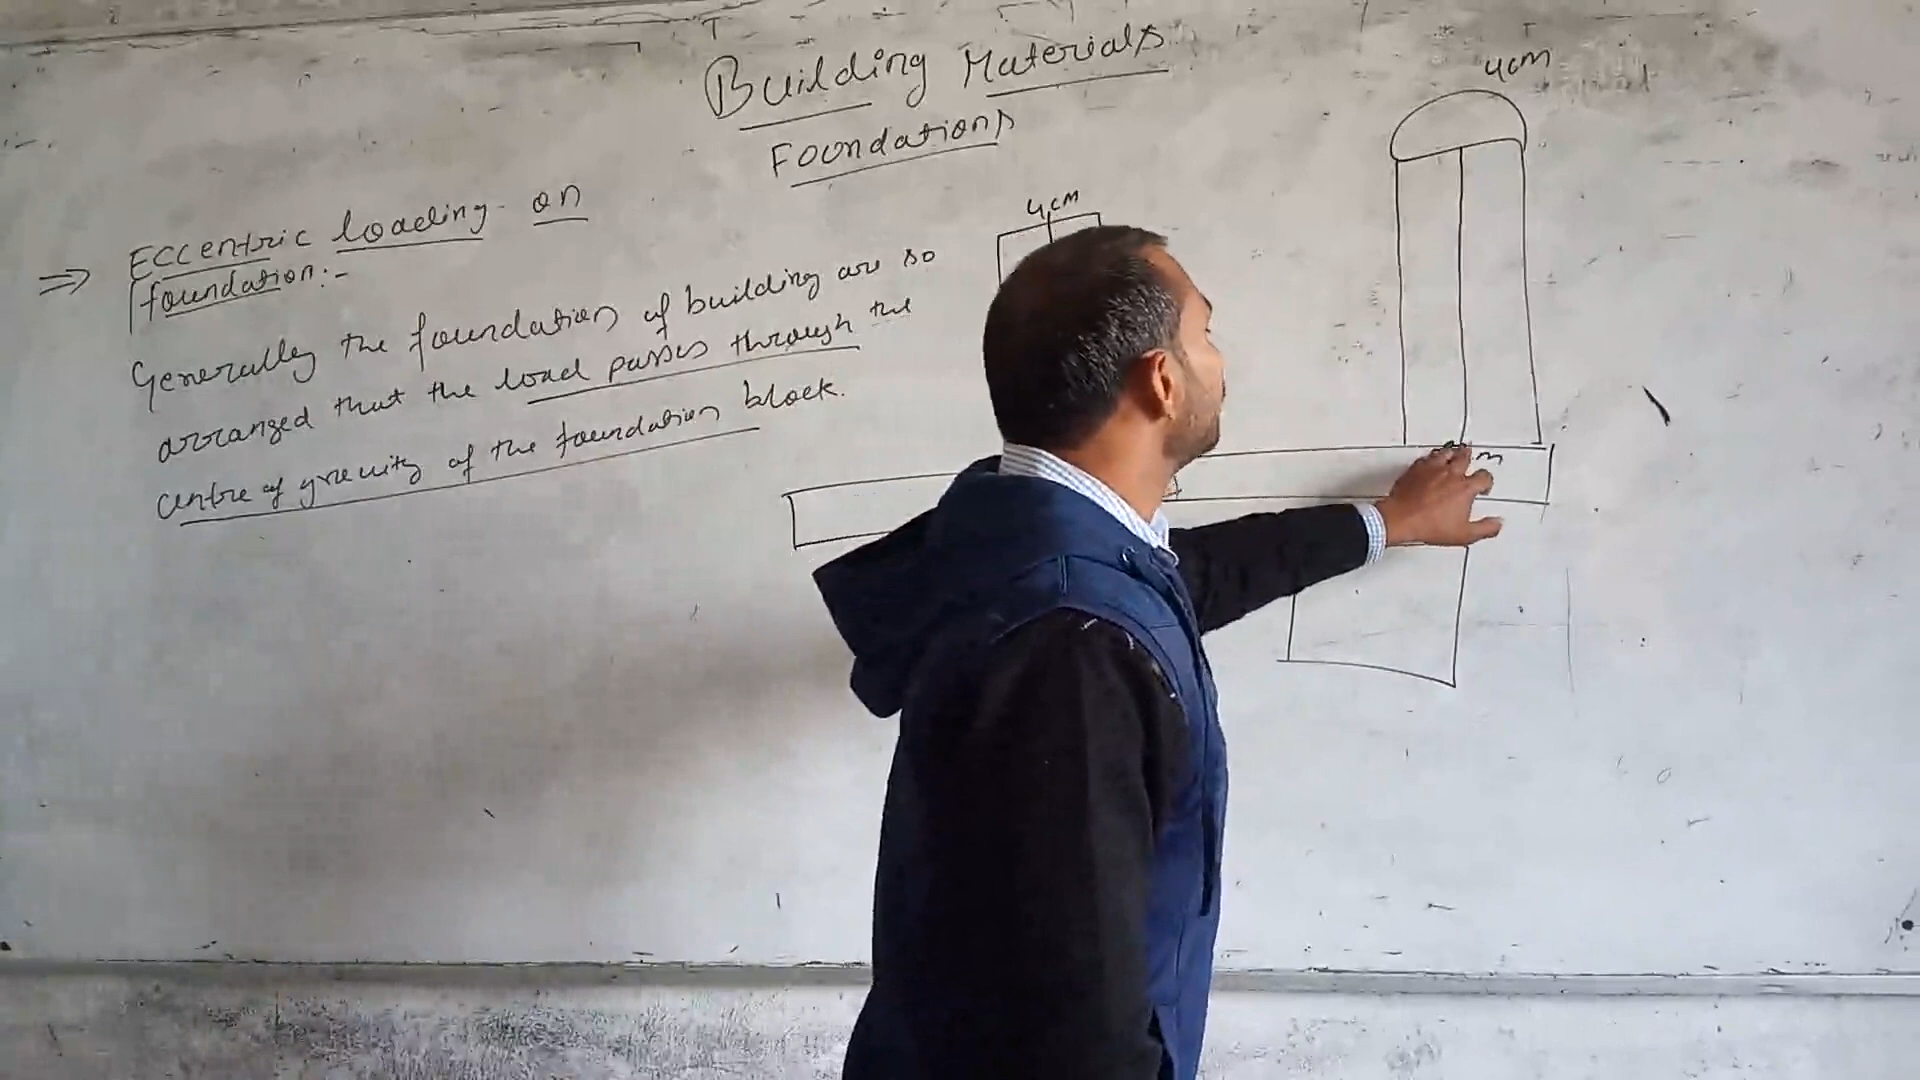 Building Materials
Foundations
4cm
4cm
⇒ Eccentric loading on
foundation:-
Generally the foundation of building are so
arranged that the load passes through the
centre of gravity of the foundation block.
m